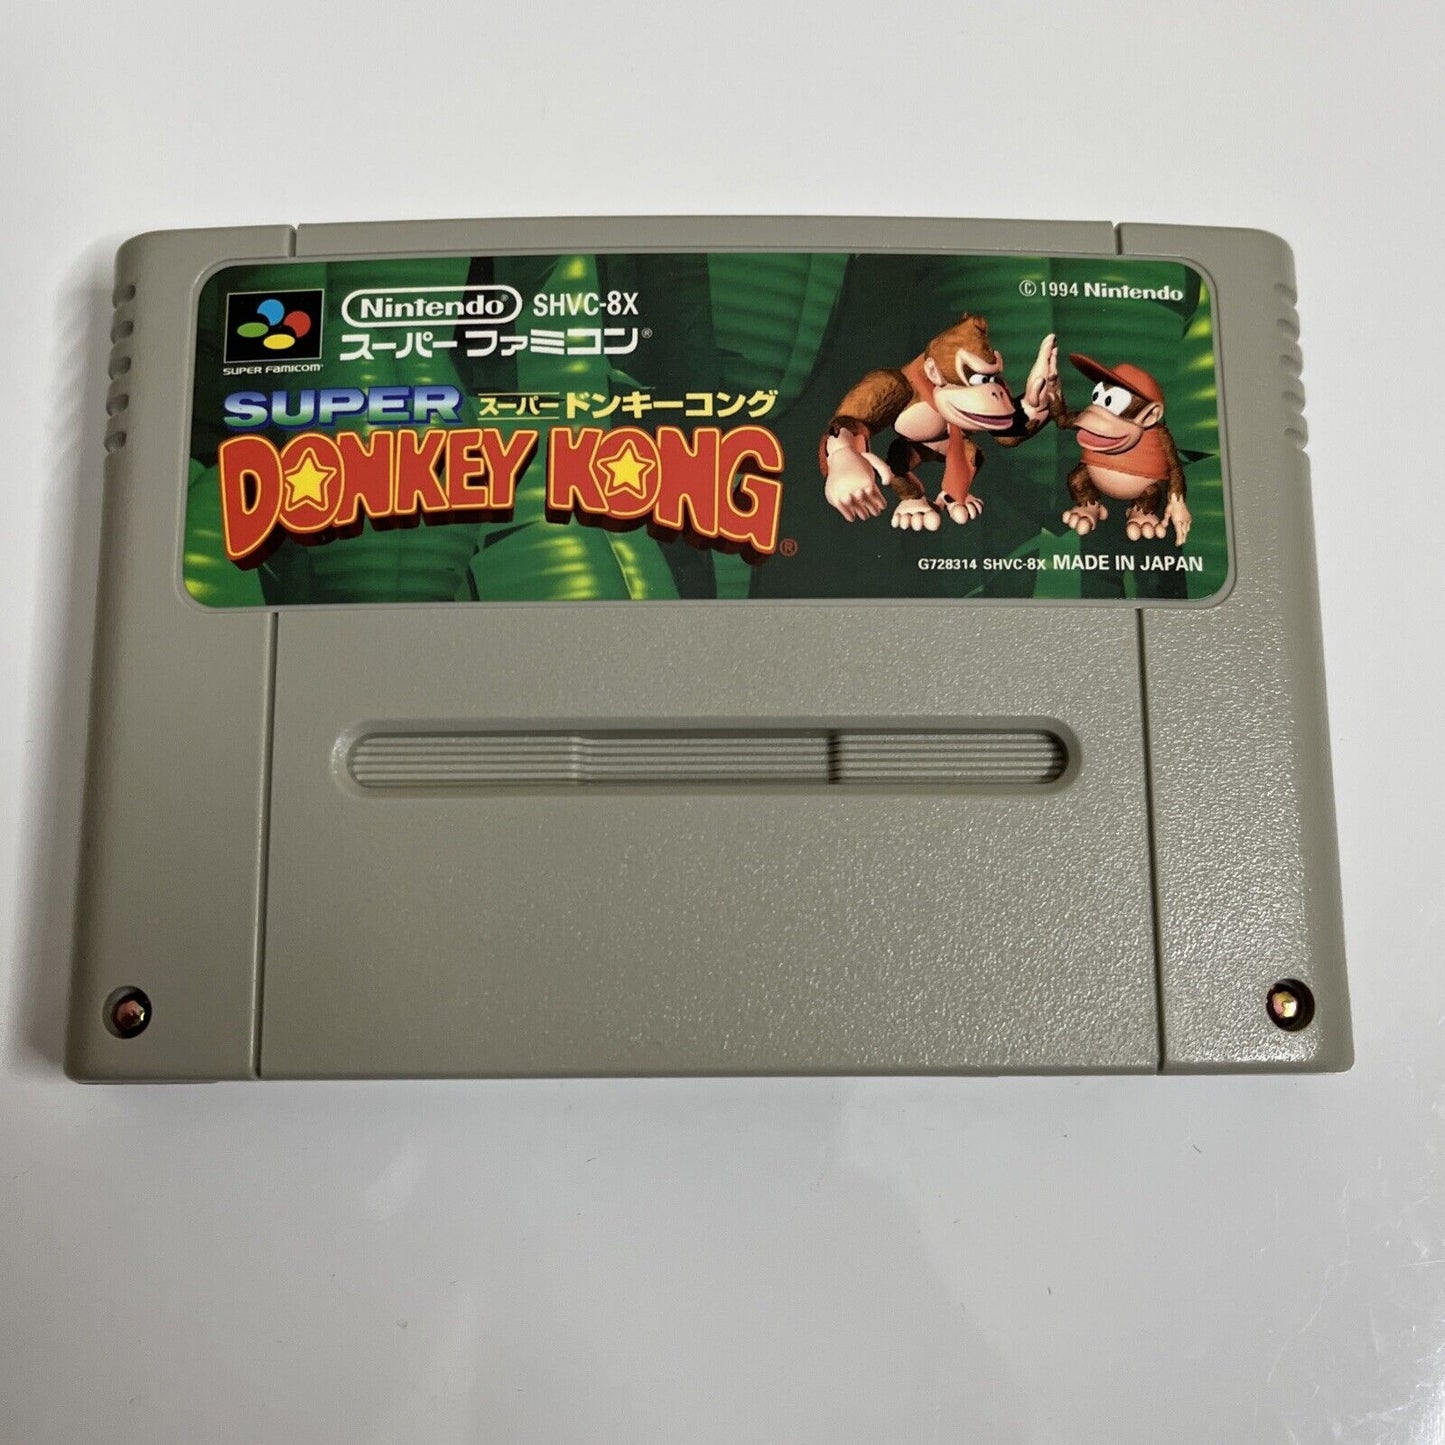 Nintendo® SHVC-8X
スーパーファミコン®
SUPER FAMICOM™
© 1994 Nintendo
SUPER スーパードンキーコング
DONKEY KONG®
G728314 SHVC-8X MADE IN JAPAN